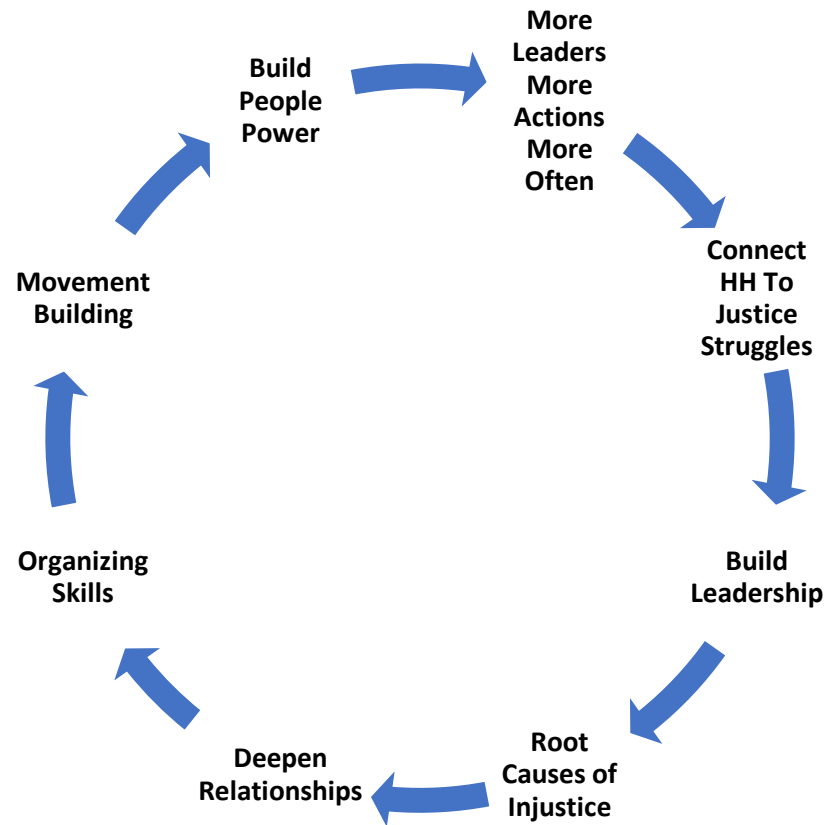 Build
People
Power
More
Leaders
More
Actions
More
Often
Connect
HH To
Justice
Struggles
Build
Leadership
Root
Causes of
Injustice
Deepen
Relationships
Organizing
Skills
Movement
Building